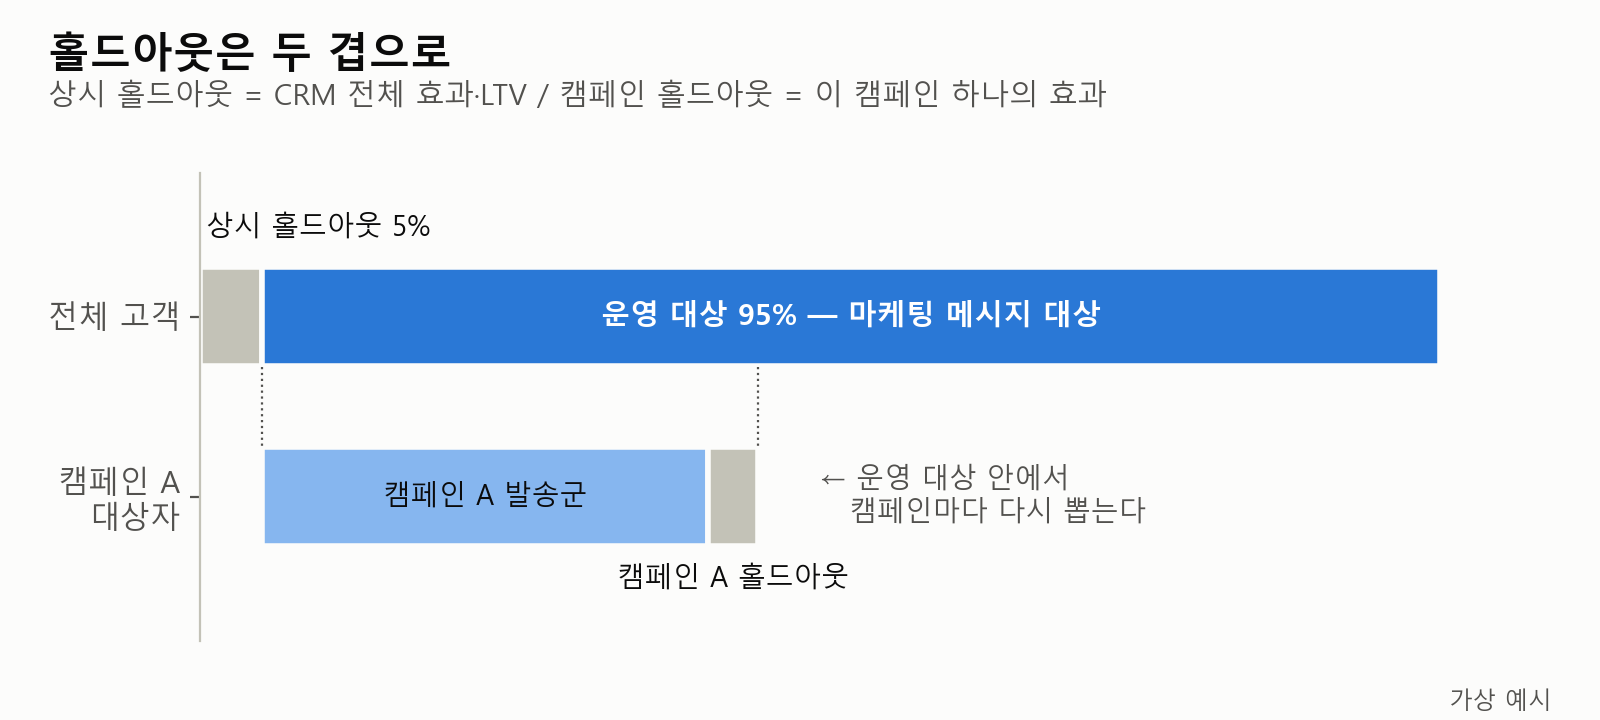 홀드아웃은 두 겹으로
상시 홀드아웃 = CRM 전체 효과·LTV / 캠페인 홀드아웃 = 이 캠페인 하나의 효과
상시 홀드아웃 5%
전체 고객
운영 대상 95% — 마케팅 메시지 대상
캠페인 A
대상자
캠페인 A 발송군
← 운영 대상 안에서
캠페인마다 다시 뽑는다
캠페인 A 홀드아웃
가상 예시